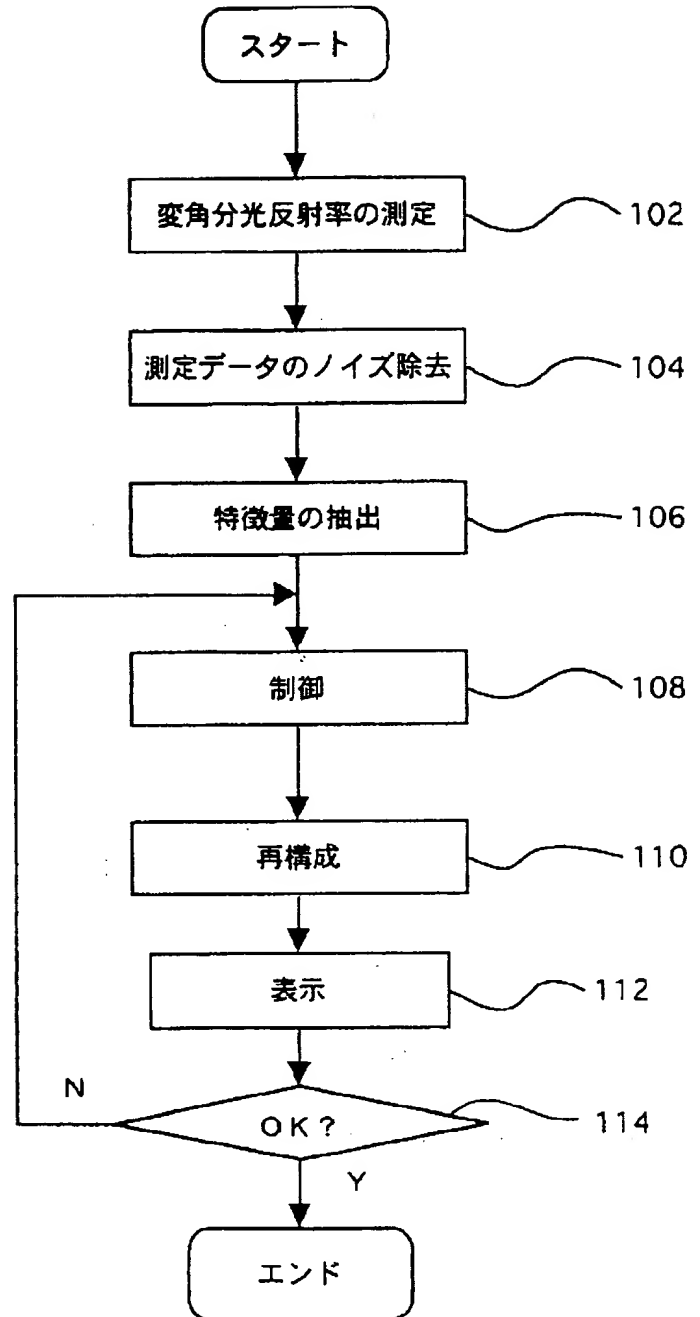 スタート
変角分光反射率の測定
102
測定データのノイズ除去
104
特徴量の抽出
106
制御
108
再構成
110
表示
112
N
OK?
114
Y
エンド